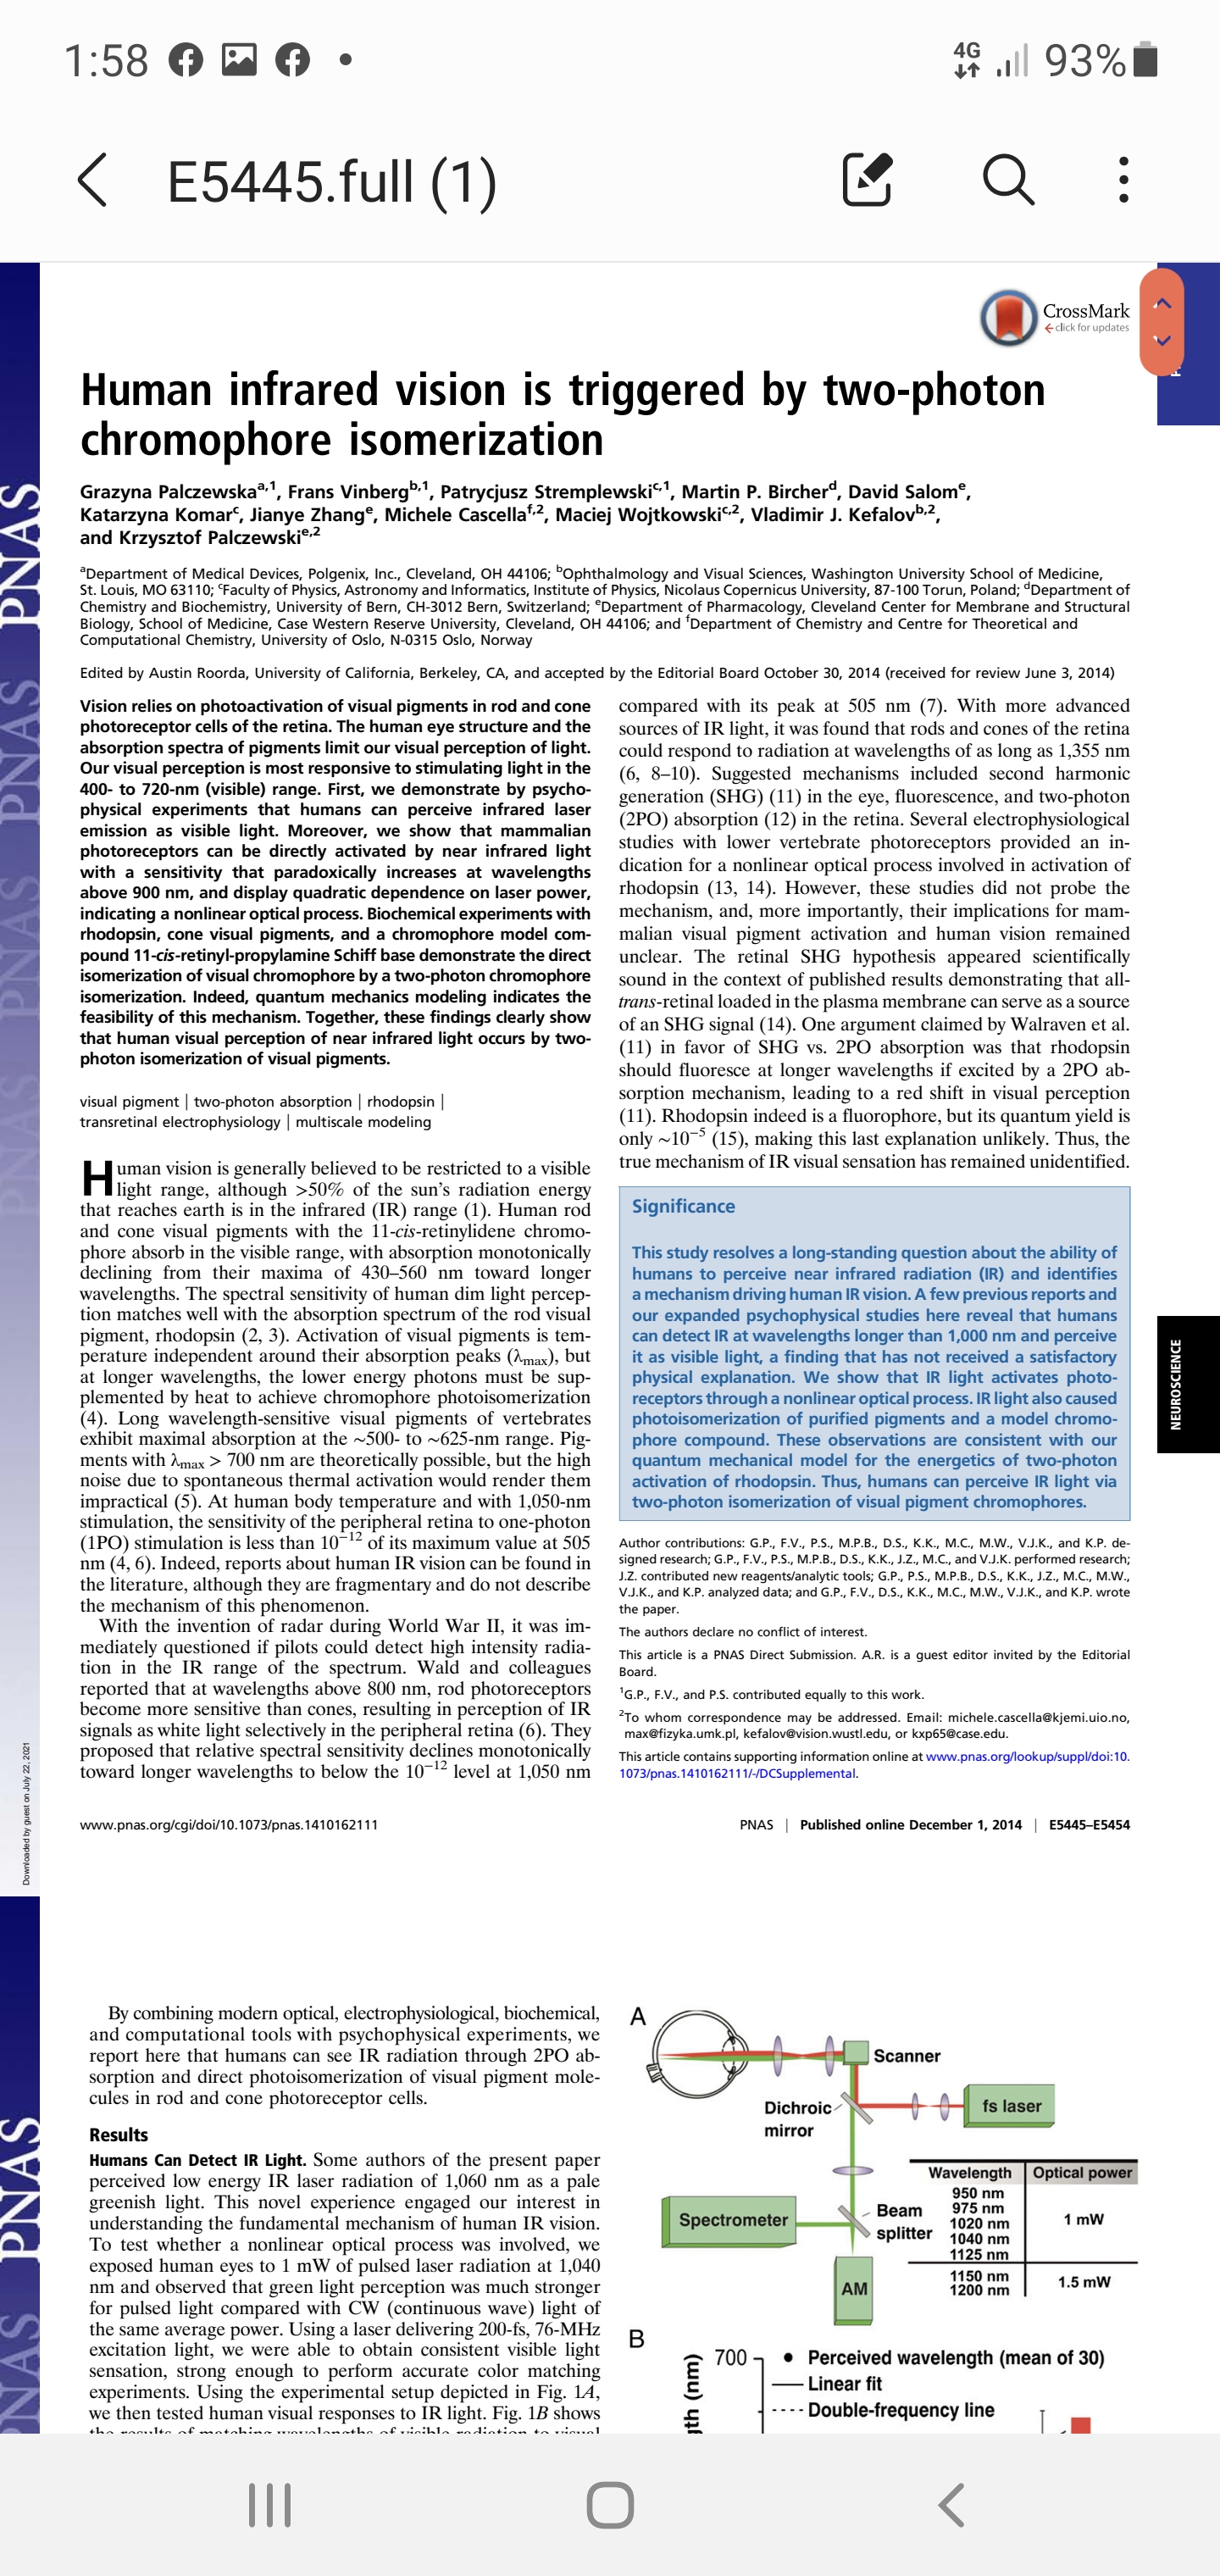 1:58
4G 93%
E5445.full (1)
CrossMark
click for updates
Human infrared vision is triggered by two-photon
chromophore isomerization
Grazyna Palczewskaa,1, Frans Vinbergb,1, Patrycjusz Stremplewskic,1, Martin P. Bircherd, David Salome,
Katarzyna Komarc, Jianye Zhange, Michele Cascellaf,2, Maciej Wojtkowskic,2, Vladimir J. Kefalovb,2,
and Krzysztof Palczewskie,2
aDepartment of Medical Devices, Polgenix, Inc., Cleveland, OH 44106; bOphthalmology and Visual Sciences, Washington University School of Medicine,
St. Louis, MO 63110; cFaculty of Physics, Astronomy and Informatics, Institute of Physics, Nicolaus Copernicus University, 87-100 Torun, Poland; dDepartment of
Chemistry and Biochemistry, University of Bern, CH-3012 Bern, Switzerland; eDepartment of Pharmacology, Cleveland Center for Membrane and Structural
Biology, School of Medicine, Case Western Reserve University, Cleveland, OH 44106; and fDepartment of Chemistry and Centre for Theoretical and
Computational Chemistry, University of Oslo, N-0315 Oslo, Norway
Edited by Austin Roorda, University of California, Berkeley, CA, and accepted by the Editorial Board October 30, 2014 (received for review June 3, 2014)
Vision relies on photoactivation of visual pigments in rod and cone
photoreceptor cells of the retina. The human eye structure and the
absorption spectra of pigments limit our visual perception of light.
Our visual perception is most responsive to stimulating light in the
400- to 720-nm (visible) range. First, we demonstrate by psycho-
physical experiments that humans can perceive infrared laser
emission as visible light. Moreover, we show that mammalian
photoreceptors can be directly activated by near infrared light
with a sensitivity that paradoxically increases at wavelengths
above 900 nm, and display quadratic dependence on laser power,
indicating a nonlinear optical process. Biochemical experiments with
rhodopsin, cone visual pigments, and a chromophore model com-
pound 11-cis-retinyl-propylamine Schiff base demonstrate the direct
isomerization of visual chromophore by a two-photon chromophore
isomerization. Indeed, quantum mechanics modeling indicates the
feasibility of this mechanism. Together, these findings clearly show
that human visual perception of near infrared light occurs by two-
photon isomerization of visual pigments.
visual pigment | two-photon absorption | rhodopsin |
transretinal electrophysiology | multiscale modeling
Human vision is generally believed to be restricted to a visible
light range, although >50% of the sun's radiation energy
that reaches earth is in the infrared (IR) range (1). Human rod
and cone visual pigments with the 11-cis-retinylidene chromo-
phore absorb in the visible range, with absorption monotonically
declining from their maxima of 430–560 nm toward longer
wavelengths. The spectral sensitivity of human dim light percep-
tion matches well with the absorption spectrum of the rod visual
pigment, rhodopsin (2, 3). Activation of visual pigments is tem-
perature independent around their absorption peaks (λmax), but
at longer wavelengths, the lower energy photons must be sup-
plemented by heat to achieve chromophore photoisomerization
(4). Long wavelength-sensitive visual pigments of vertebrates
exhibit maximal absorption at the ~500- to ~625-nm range. Pig-
ments with λmax > 700 nm are theoretically possible, but the high
noise due to spontaneous thermal activation would render them
impractical (5). At human body temperature and with 1,050-nm
stimulation, the sensitivity of the peripheral retina to one-photon
(1PO) stimulation is less than 10−12 of its maximum value at 505
nm (4, 6). Indeed, reports about human IR vision can be found in
the literature, although they are fragmentary and do not describe
the mechanism of this phenomenon.
With the invention of radar during World War II, it was im-
mediately questioned if pilots could detect high intensity radia-
tion in the IR range of the spectrum. Wald and colleagues
reported that at wavelengths above 800 nm, rod photoreceptors
become more sensitive than cones, resulting in perception of IR
signals as white light selectively in the peripheral retina (6). They
proposed that relative spectral sensitivity declines monotonically
toward longer wavelengths to below the 10−12 level at 1,050 nm
compared with its peak at 505 nm (7). With more advanced
sources of IR light, it was found that rods and cones of the retina
could respond to radiation at wavelengths of as long as 1,355 nm
(6, 8–10). Suggested mechanisms included second harmonic
generation (SHG) (11) in the eye, fluorescence, and two-photon
(2PO) absorption (12) in the retina. Several electrophysiological
studies with lower vertebrate photoreceptors provided an in-
dication for a nonlinear optical process involved in activation of
rhodopsin (13, 14). However, these studies did not probe the
mechanism, and, more importantly, their implications for mam-
malian visual pigment activation and human vision remained
unclear. The retinal SHG hypothesis appeared scientifically
sound in the context of published results demonstrating that all-
trans-retinal loaded in the plasma membrane can serve as a source
of an SHG signal (14). One argument claimed by Walraven et al.
(11) in favor of SHG vs. 2PO absorption was that rhodopsin
should fluoresce at longer wavelengths if excited by a 2PO ab-
sorption mechanism, leading to a red shift in visual perception
(11). Rhodopsin indeed is a fluorophore, but its quantum yield is
only ~10−5 (15), making this last explanation unlikely. Thus, the
true mechanism of IR visual sensation has remained unidentified.
Significance
This study resolves a long-standing question about the ability of
humans to perceive near infrared radiation (IR) and identifies
a mechanism driving human IR vision. A few previous reports and
our expanded psychophysical studies here reveal that humans
can detect IR at wavelengths longer than 1,000 nm and perceive
it as visible light, a finding that has not received a satisfactory
physical explanation. We show that IR light activates photo-
receptors through a nonlinear optical process. IR light also caused
photoisomerization of purified pigments and a model chromo-
phore compound. These observations are consistent with our
quantum mechanical model for the energetics of two-photon
activation of rhodopsin. Thus, humans can perceive IR light via
two-photon isomerization of visual pigment chromophores.
Author contributions: G.P., F.V., P.S., M.P.B., D.S., K.K., M.C., M.W., V.J.K., and K.P. de-
signed research; G.P., F.V., P.S., M.P.B., D.S., K.K., J.Z., M.C., and V.J.K. performed research;
J.Z. contributed new reagents/analytic tools; G.P., P.S., M.P.B., D.S., K.K., J.Z., M.C., M.W.,
V.J.K., and K.P. analyzed data; and G.P., F.V., D.S., K.K., M.C., M.W., V.J.K., and K.P. wrote
the paper.
The authors declare no conflict of interest.
This article is a PNAS Direct Submission. A.R. is a guest editor invited by the Editorial
Board.
1G.P., F.V., and P.S. contributed equally to this work.
2To whom correspondence may be addressed. Email: michele.cascella@kjemi.uio.no,
max@fizyka.umk.pl, kefalov@vision.wustl.edu, or kxp65@case.edu.
This article contains supporting information online at www.pnas.org/lookup/suppl/doi:10.
1073/pnas.1410162111/-/DCSupplemental.
NEUROSCIENCE
PNAS
PNAS
PNAS
Downloaded by guest on July 22, 2021
www.pnas.org/cgi/doi/10.1073/pnas.1410162111
PNAS | Published online December 1, 2014 | E5445–E5454
By combining modern optical, electrophysiological, biochemical,
and computational tools with psychophysical experiments, we
report here that humans can see IR radiation through 2PO ab-
sorption and direct photoisomerization of visual pigment mole-
cules in rod and cone photoreceptor cells.
Results
Humans Can Detect IR Light. Some authors of the present paper
perceived low energy IR laser radiation of 1,060 nm as a pale
greenish light. This novel experience engaged our interest in
understanding the fundamental mechanism of human IR vision.
To test whether a nonlinear optical process was involved, we
exposed human eyes to 1 mW of pulsed laser radiation at 1,040
nm and observed that green light perception was much stronger
for pulsed light compared with CW (continuous wave) light of
the same average power. Using a laser delivering 200-fs, 76-MHz
excitation light, we were able to obtain consistent visible light
sensation, strong enough to perform accurate color matching
experiments. Using the experimental setup depicted in Fig. 1A,
we then tested human visual responses to IR light. Fig. 1B shows
the results of matching wavelengths of visible radiation to visual
PNAS
PNAS
A
Scanner
Dichroic
mirror
fs laser
Spectrometer
Beam
splitter
AM
Wavelength Optical power
950 nm
975 nm
1020 nm
1040 nm
1125 nm
1 mW
1150 nm
1200 nm
1.5 mW
B
700
Perceived wavelength (mean of 30)
Linear fit
Double-frequency line
(nm)